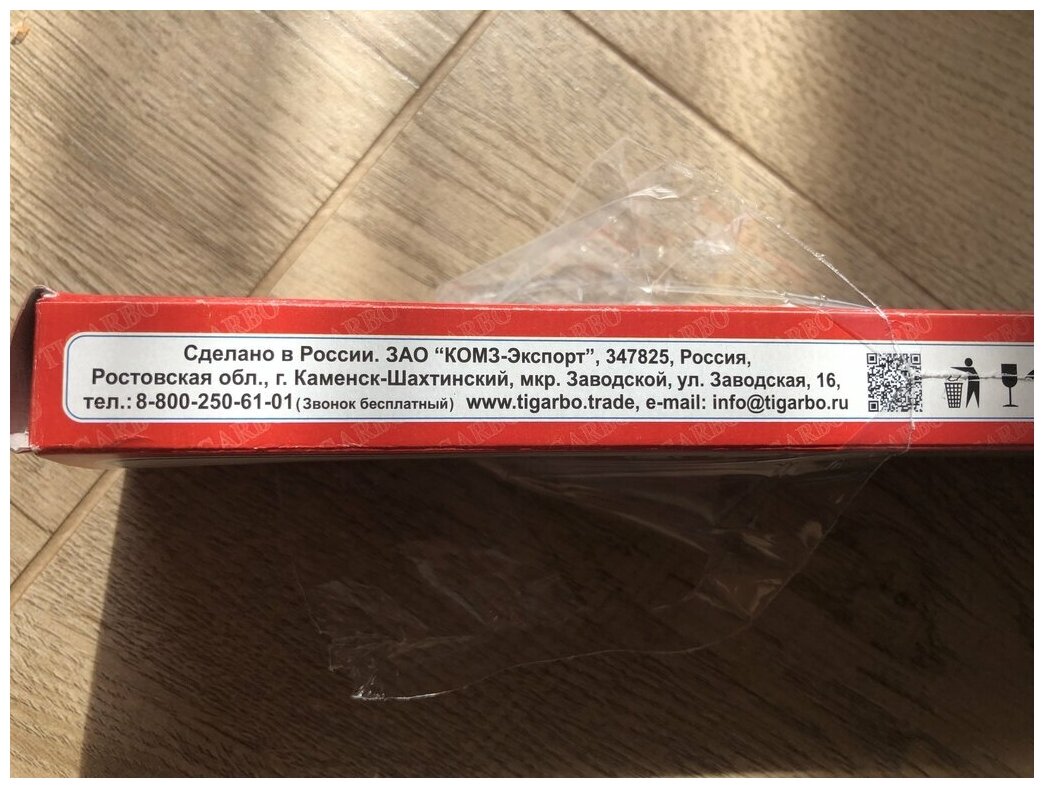 Сделано в России. ЗАО “КОМЗ-Экспорт”, 347825, Россия,
Ростовская обл., г. Каменск-Шахтинский, мкр. Заводской, ул. Заводская, 16,
тел.: 8-800-250-61-01 (Звонок бесплатный) www.tigarbo.trade, e-mail: info@tigarbo.ru